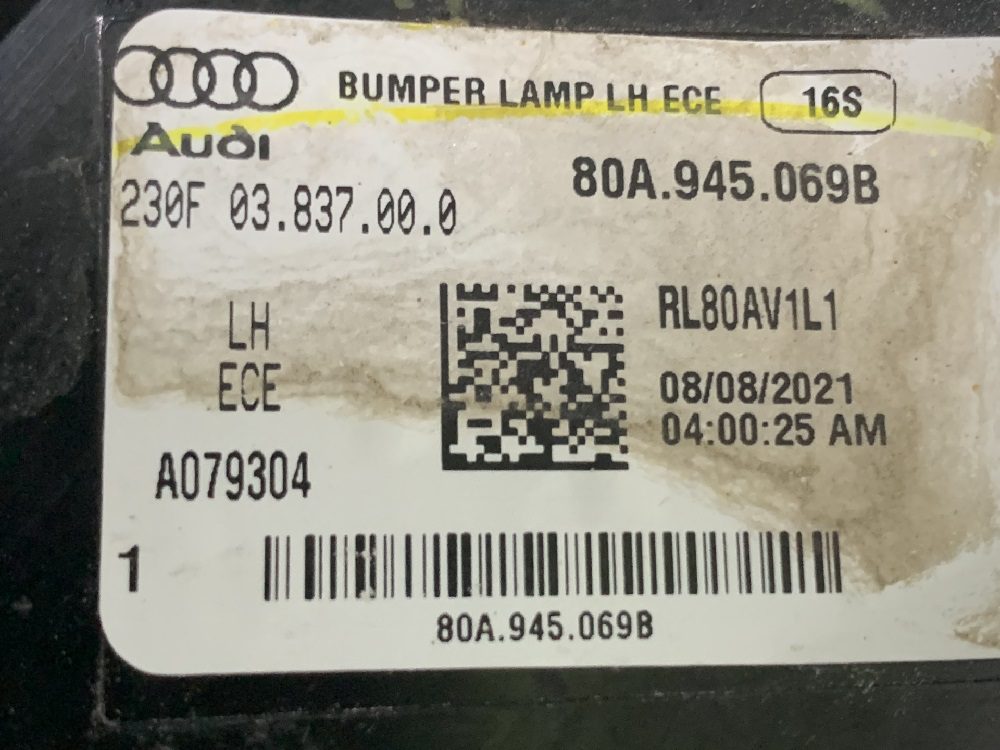 BUMPER LAMP LH ECE 16S
Audi
80A.945.069B
230F 03.837.00.0
LH
ECE
RL80AV1L1
08/08/2021
04:00:25 AM
A079304
1
80A.945.069B